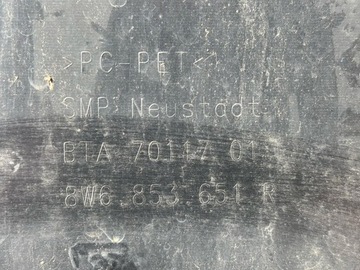 >PC-PET<
SMP Neustadt
BIA 70117 01
8W6.853.651 R